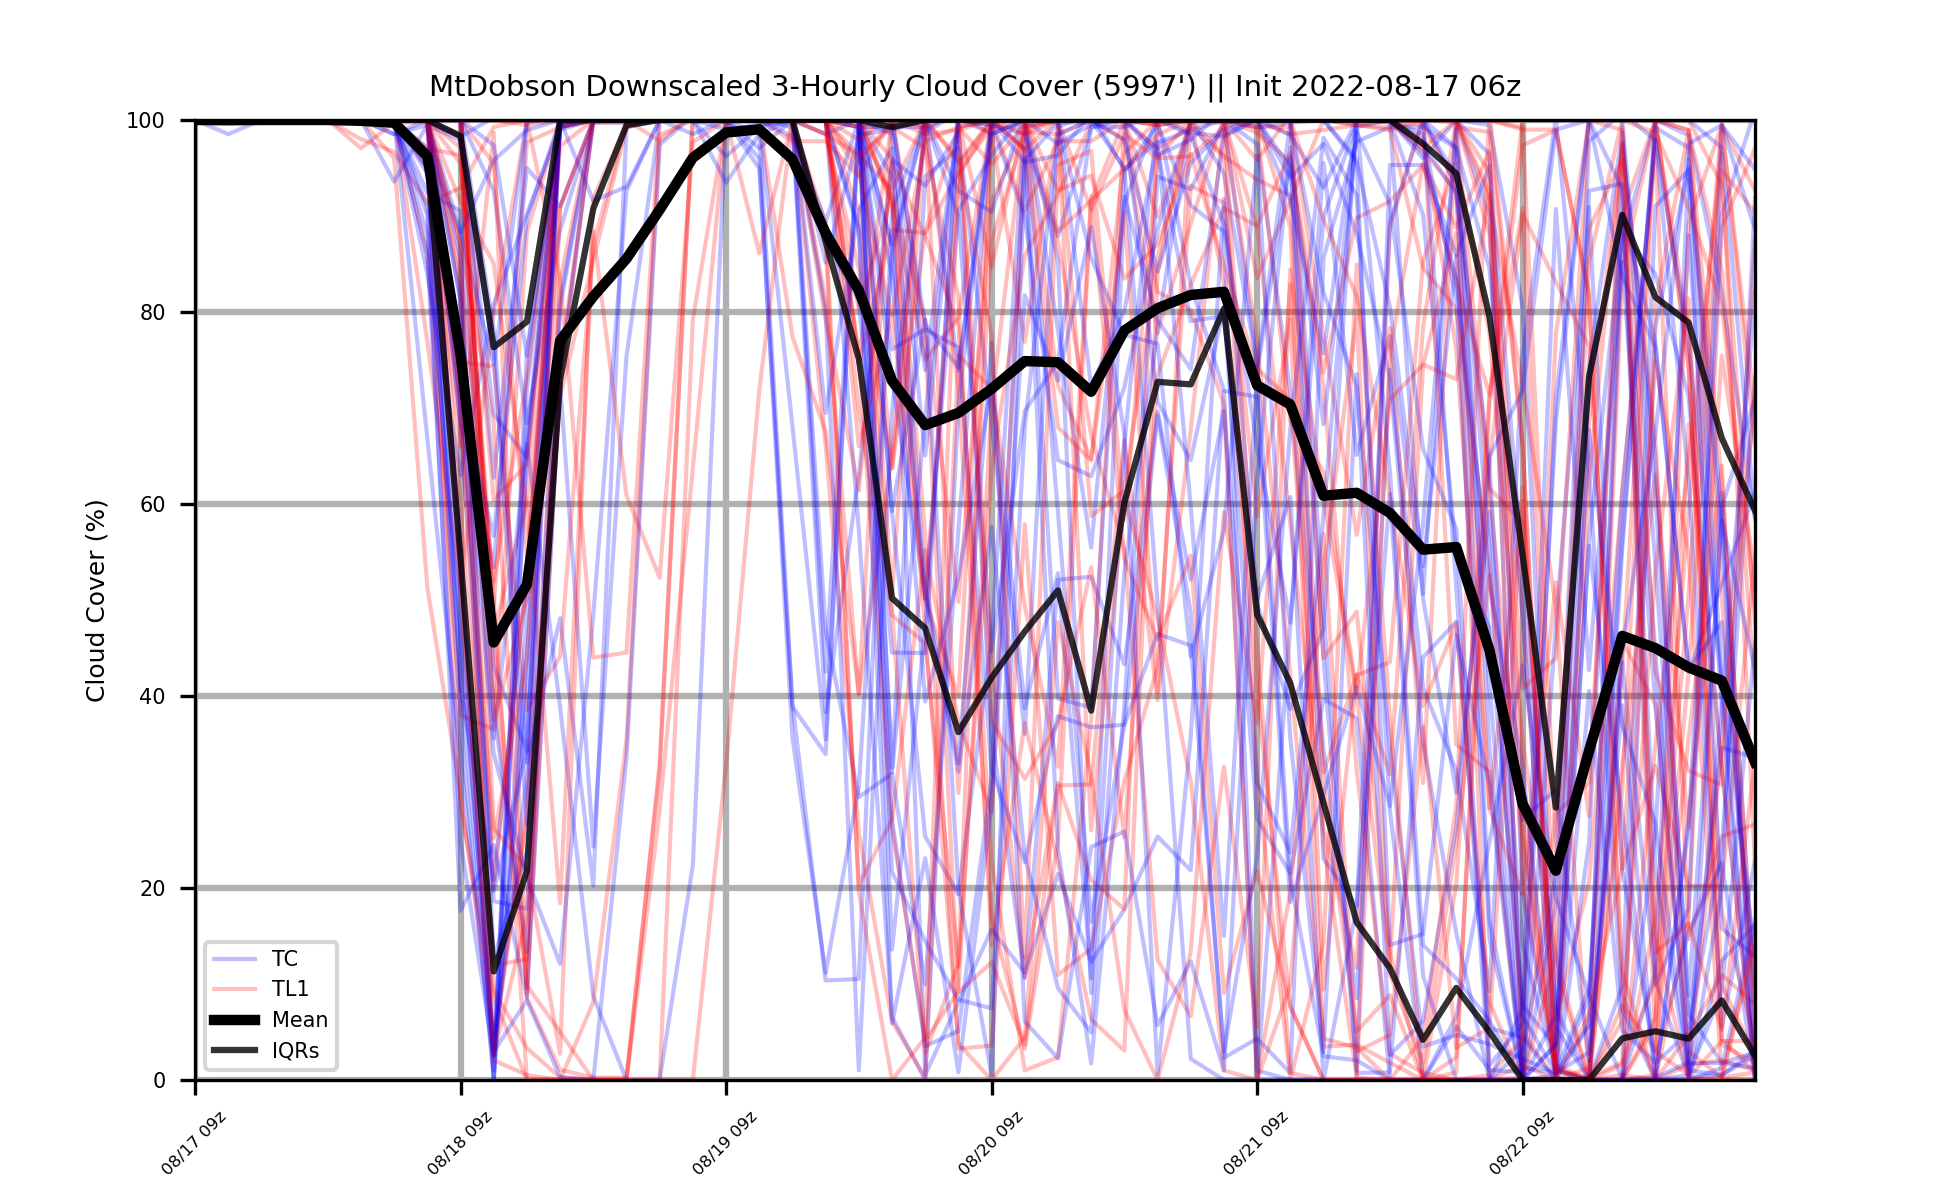 MtDobson Downscaled 3-Hourly Cloud Cover (5997') || Init 2022-08-17 06z
Cloud Cover (%)
100
80
60
40
20
0
TC
TL1
Mean
IQRs
08/17 09z
08/18 09z
08/19 09z
08/20 09z
08/21 09z
08/22 09z